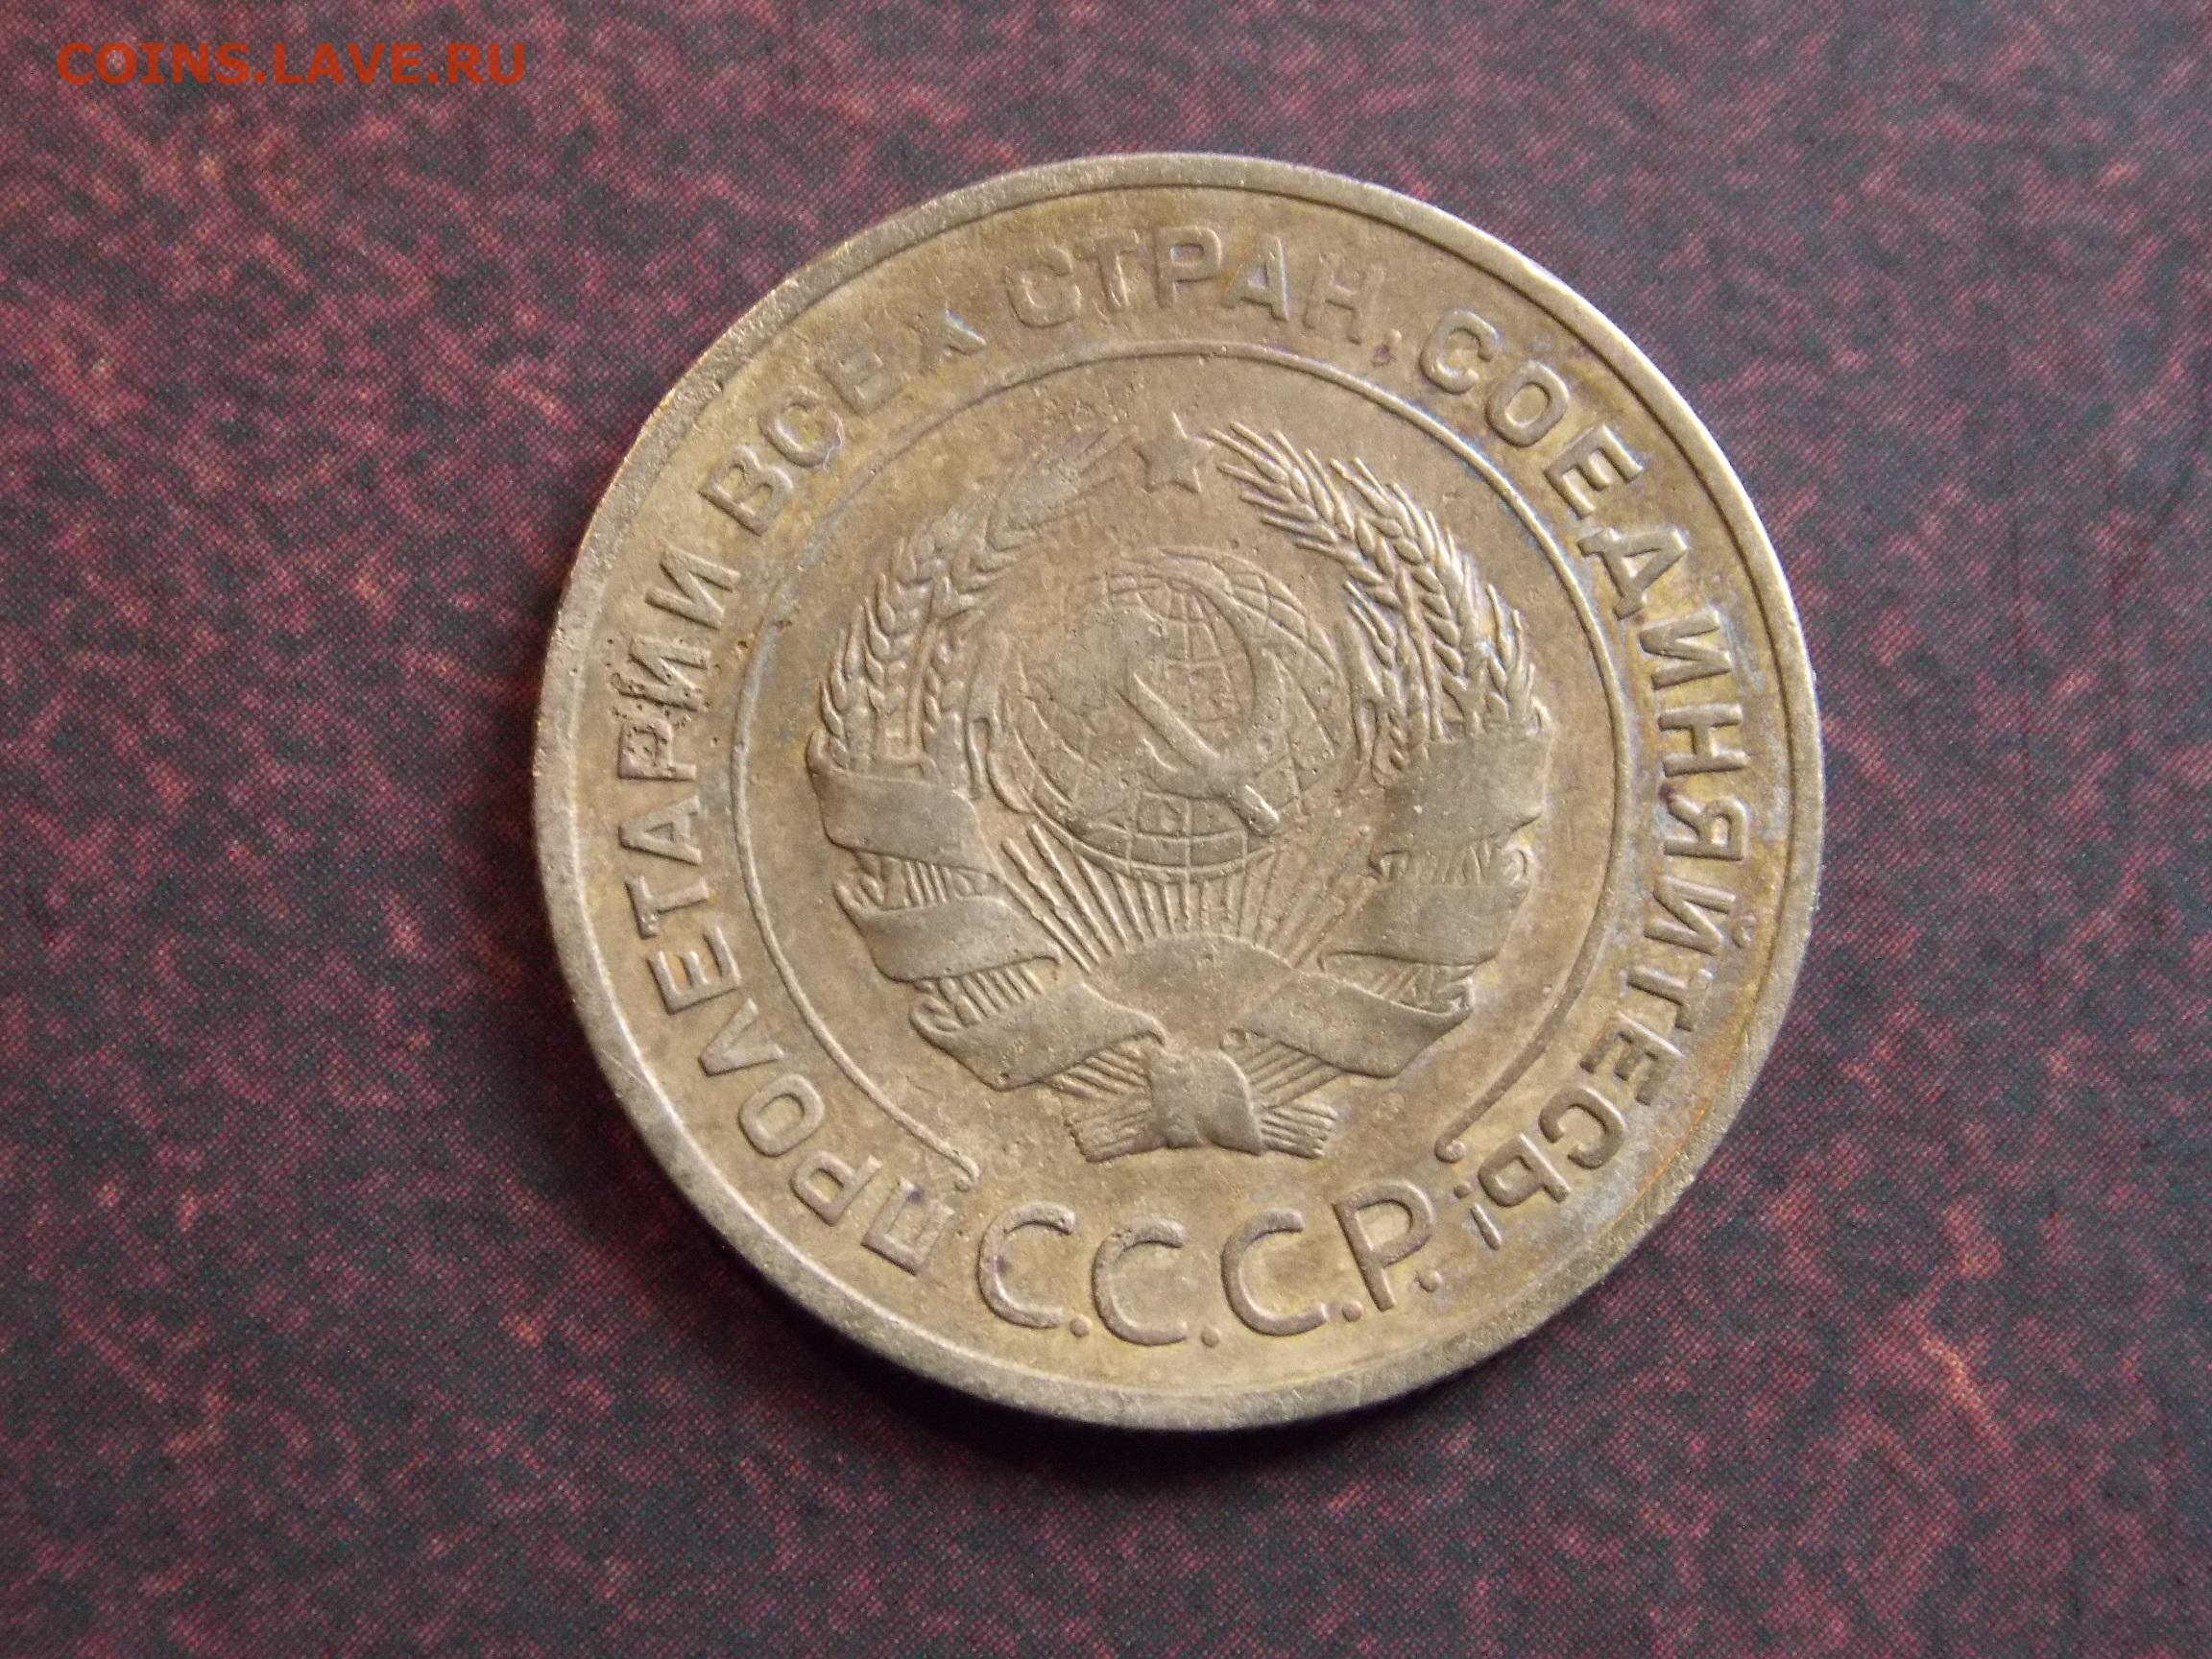 COINS.LAVE.RU
ПРОЛЕТАРИИ ВСЕХ СТРАН, СОЕДИНЯЙТЕСЬ!
С.С.С.Р.